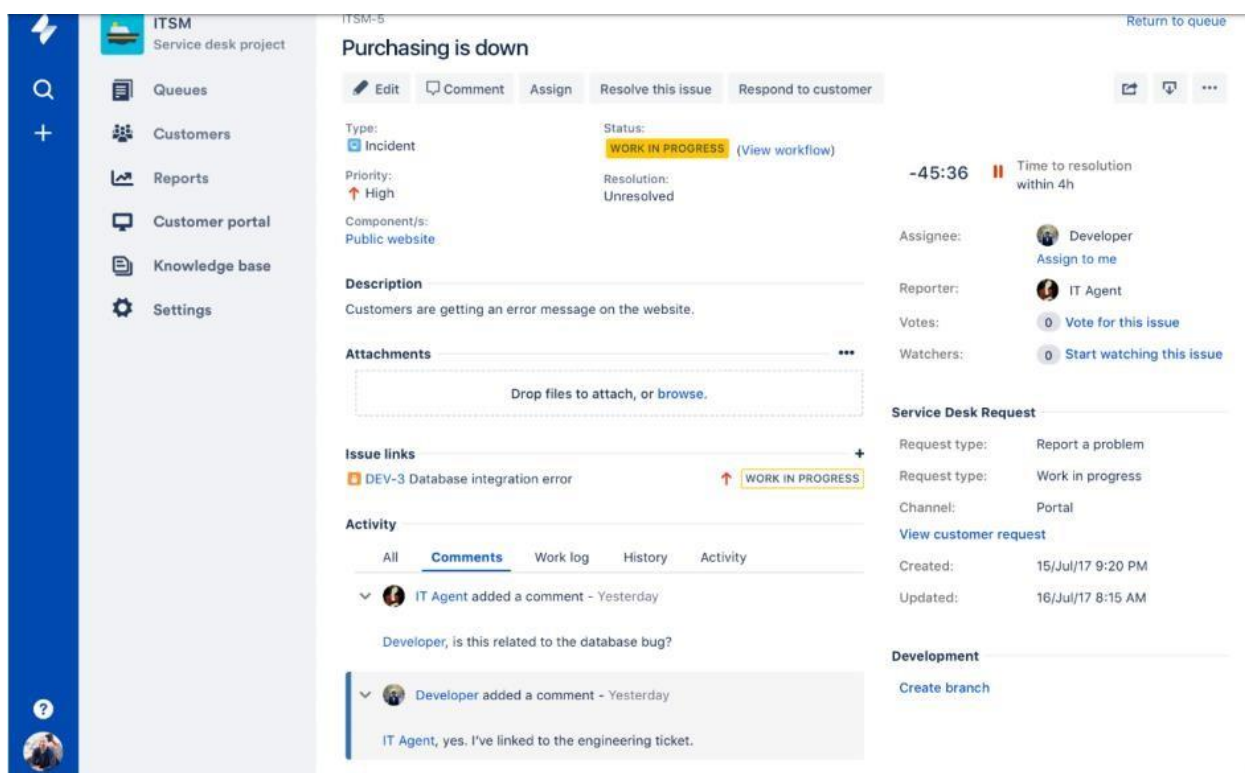 ITSM
Service desk project
Queues
Customers
Reports
Customer portal
Knowledge base
Settings
ITSM-5
Return to queue
Purchasing is down
Edit Comment Assign Resolve this issue Respond to customer
Type:
Incident
Status:
WORK IN PROGRESS (View workflow)
Priority:
High
Resolution:
Unresolved
Component/s:
Public website
Description
Customers are getting an error message on the website.
Attachments
Drop files to attach, or browse.
Issue links
DEV-3 Database integration error WORK IN PROGRESS
Activity
All Comments Work log History Activity
IT Agent added a comment - Yesterday
Developer, is this related to the database bug?
Developer added a comment - Yesterday
IT Agent, yes. I've linked to the engineering ticket.
-45:36 Time to resolution
within 4h
Assignee: Developer
Assign to me
Reporter: IT Agent
Votes: 0 Vote for this issue
Watchers: 0 Start watching this issue
Service Desk Request
Request type: Report a problem
Request type: Work in progress
Channel: Portal
View customer request
Created: 15/Jul/17 9:20 PM
Updated: 16/Jul/17 8:15 AM
Development
Create branch